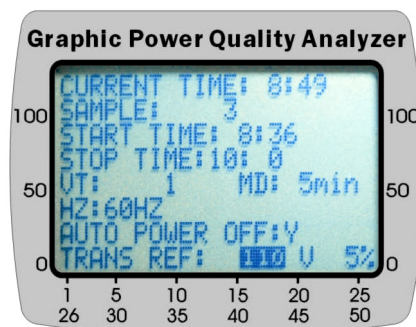 Graphic Power Quality Analyzer
CURRENT TIME: 8:49
100 SAMPLE: 3 100
START TIME: 8:36
STOP TIME:10: 0
50 VT: 1 MD: 5min 50
HZ:60HZ
AUTO POWER OFF:Y
0 TRANS REF: 110 V 5% 0
1 5 10 15 20 25
26 30 35 40 45 50